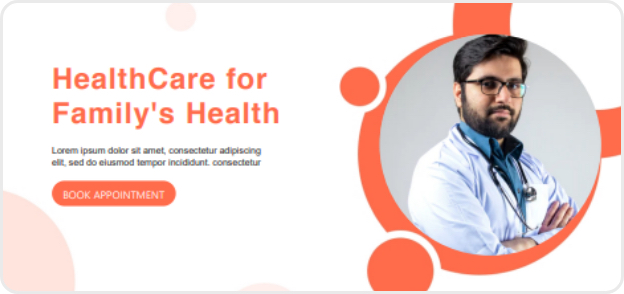 HealthCare for
Family's Health
Lorem ipsum dolor sit amet, consectetur adipiscing
elit, sed do eiusmod tempor incididunt. consectetur
BOOK APPOINTMENT